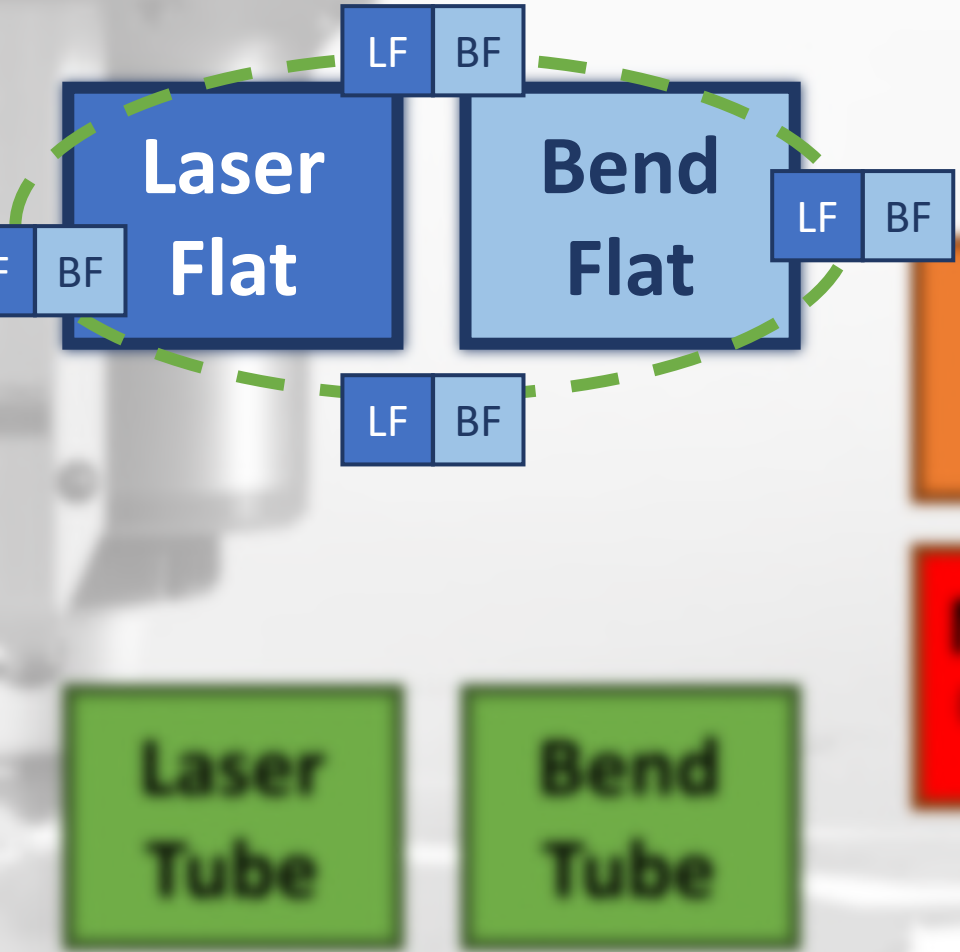 LF BF
Laser Flat
Bend Flat
LF BF
F BF
LF BF
Laser Tube
Bend Tube